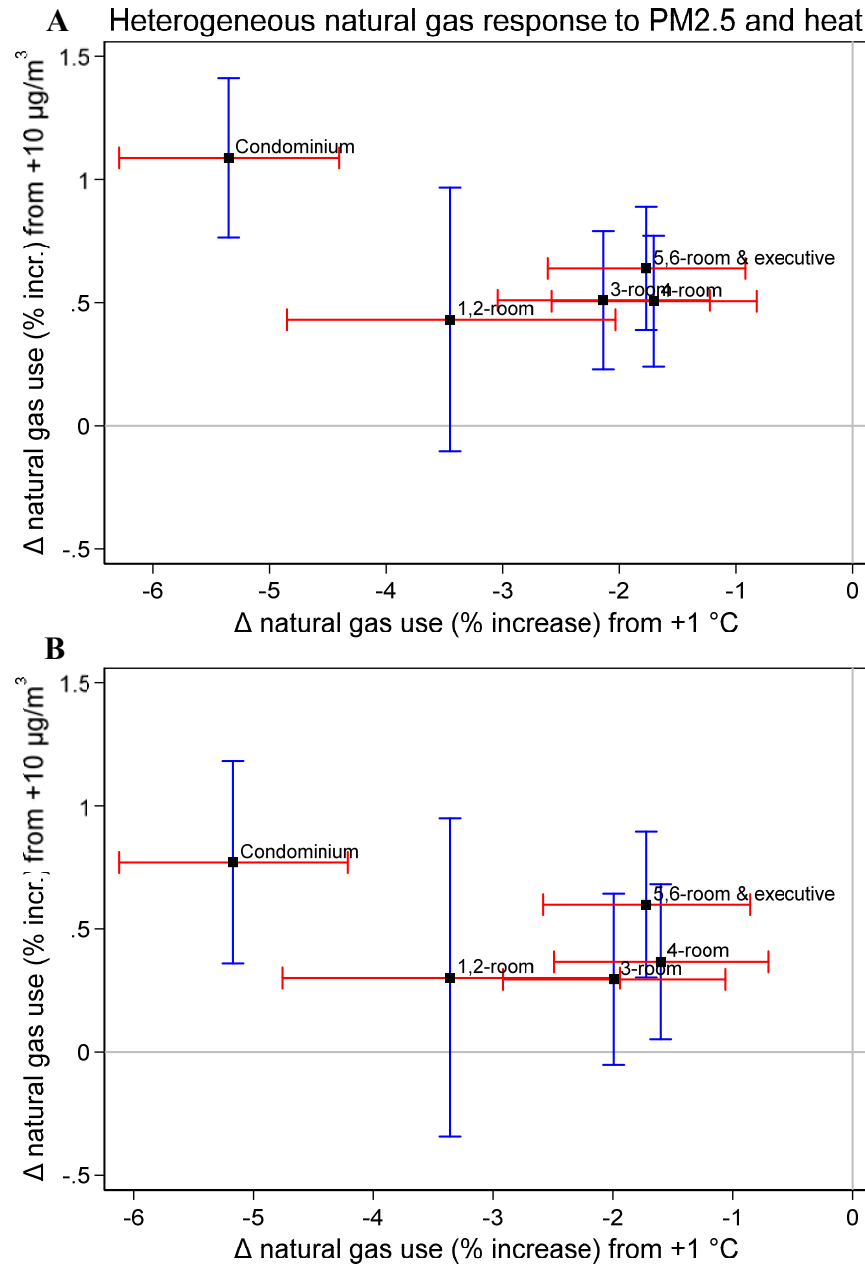 A Heterogeneous natural gas response to PM2.5 and heat
Δ natural gas use (% incr.) from +10 µg/m³
1.5
1
.5
0
-.5
Condominium
5,6-room & executive
3-room
4-room
1,2-room
-6 -5 -4 -3 -2 -1 0
Δ natural gas use (% increase) from +1 °C
B
Δ natural gas use (% incr.) from +10 µg/m³
1.5
1
.5
0
-.5
Condominium
5,6-room & executive
4-room
1,2-room
3-room
-6 -5 -4 -3 -2 -1 0
Δ natural gas use (% increase) from +1 °C